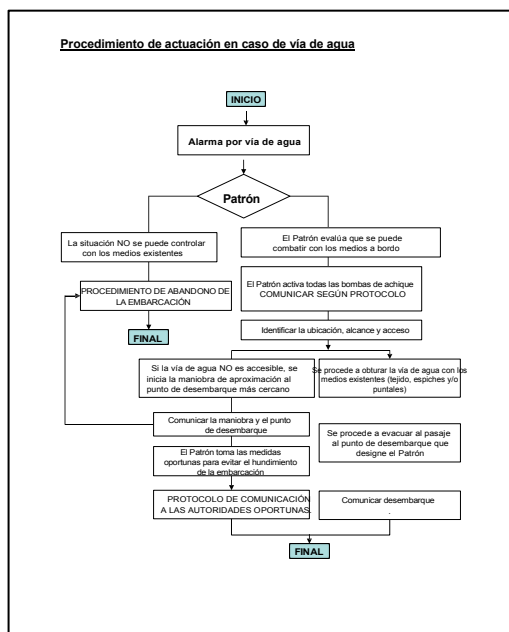 Procedimiento de actuación en caso de vía de agua
INICIO
Alarma por vía de agua
Patrón
La situación NO se puede controlar
con los medios existentes
El Patrón evalúa que se puede
combatir con los medios a bordo
PROCEDIMIENTO DE ABANDONO DE
LA EMBARCACIÓN
El Patrón activa todas las bombas de achique
COMUNICAR SEGÚN PROTOCOLO
FINAL
Identificar la ubicación, alcance y acceso
Si la vía de agua NO es accesible, se
inicia la maniobra de aproximación al
punto de desembarque más cercano
Se procede a obturar la vía de agua con los
medios existentes (tejido, espiches y/o
puntales)
Comunicar la maniobra y el punto
de desembarque
Se procede a evacuar al pasaje
al punto de desembarque que
designe el Patrón
El Patrón toma las medidas
oportunas para evitar el hundimiento
de la embarcación
PROTOCOLO DE COMUNICACIÓN
A LAS AUTORIDADES OPORTUNAS.
Comunicar desembarque
.
FINAL